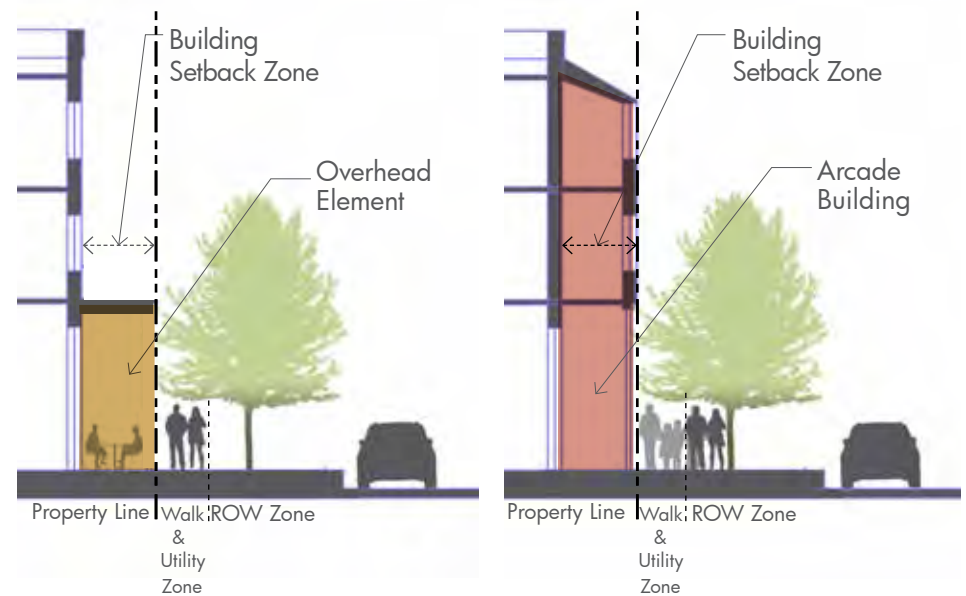 Building
Setback Zone
Overhead
Element
Property Line
Walk
ROW Zone
&
Utility
Zone
Building
Setback Zone
Arcade
Building
Property Line
Walk
ROW Zone
&
Utility
Zone